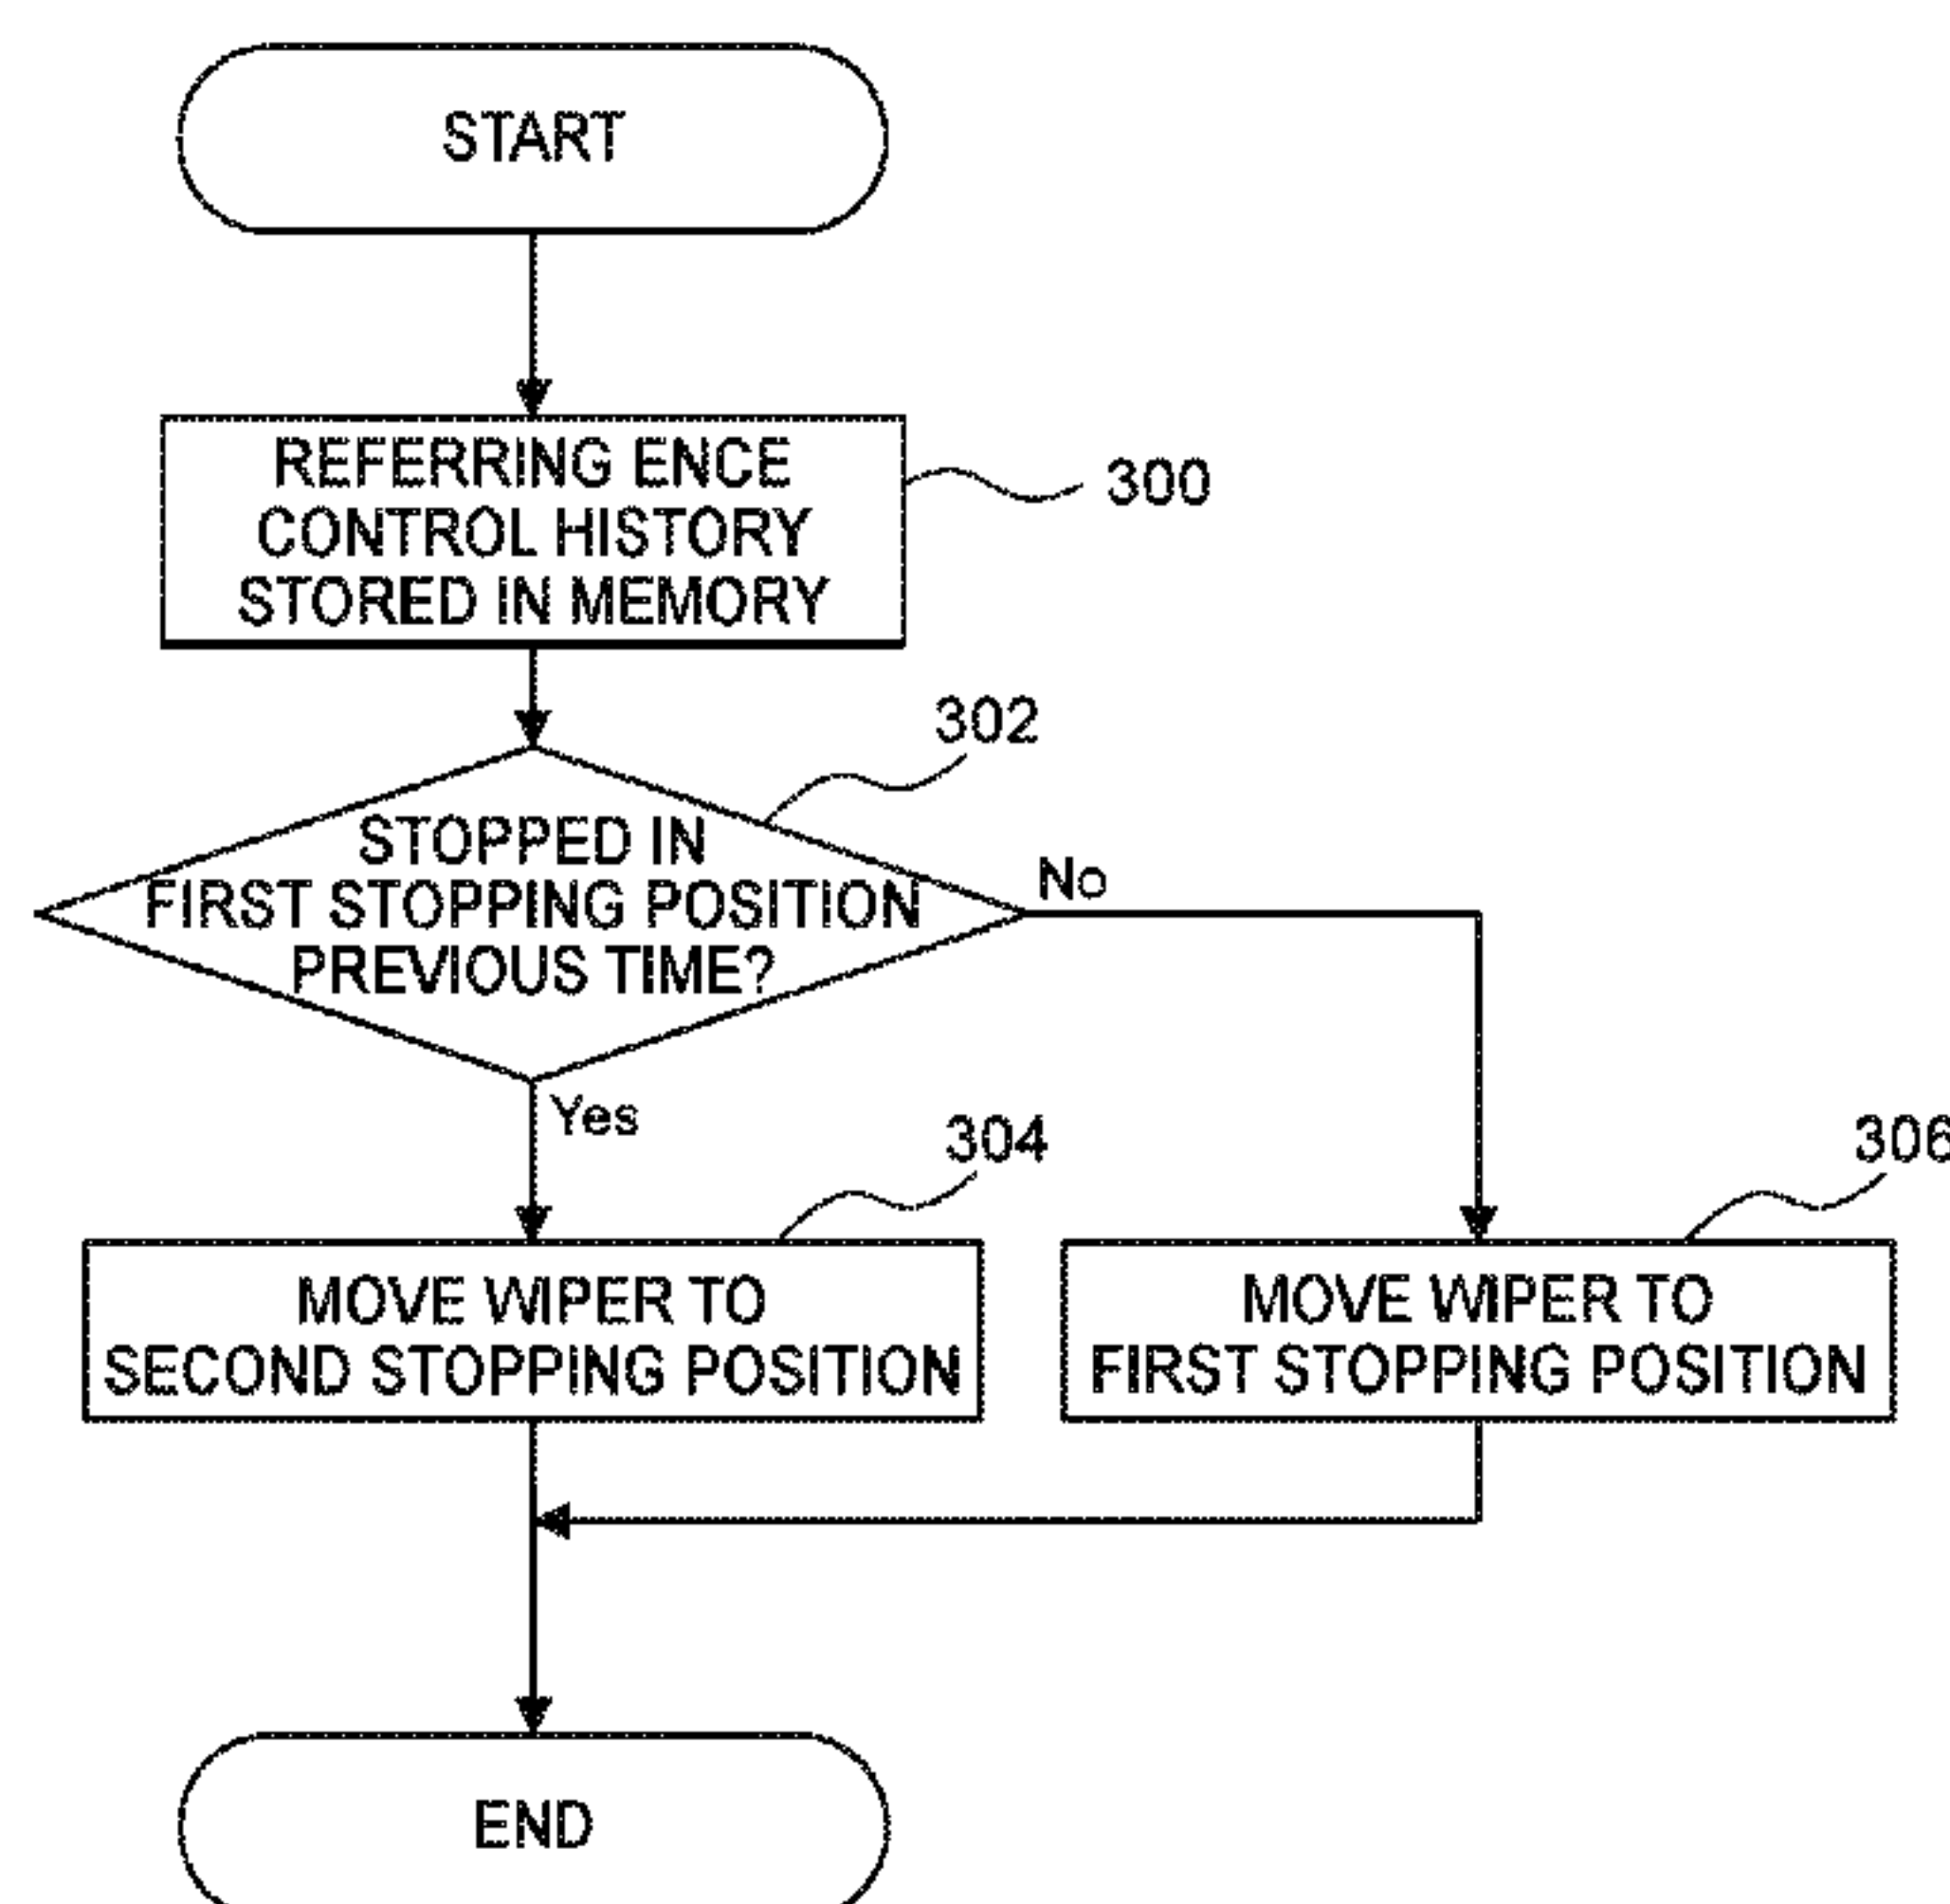 START
REFERRING ENCE
CONTROL HISTORY
STORED IN MEMORY
300
302
STOPPED IN
FIRST STOPPING POSITION
PREVIOUS TIME?
No
Yes
304
306
MOVE WIPER TO
SECOND STOPPING POSITION
MOVE WIPER TO
FIRST STOPPING POSITION
END